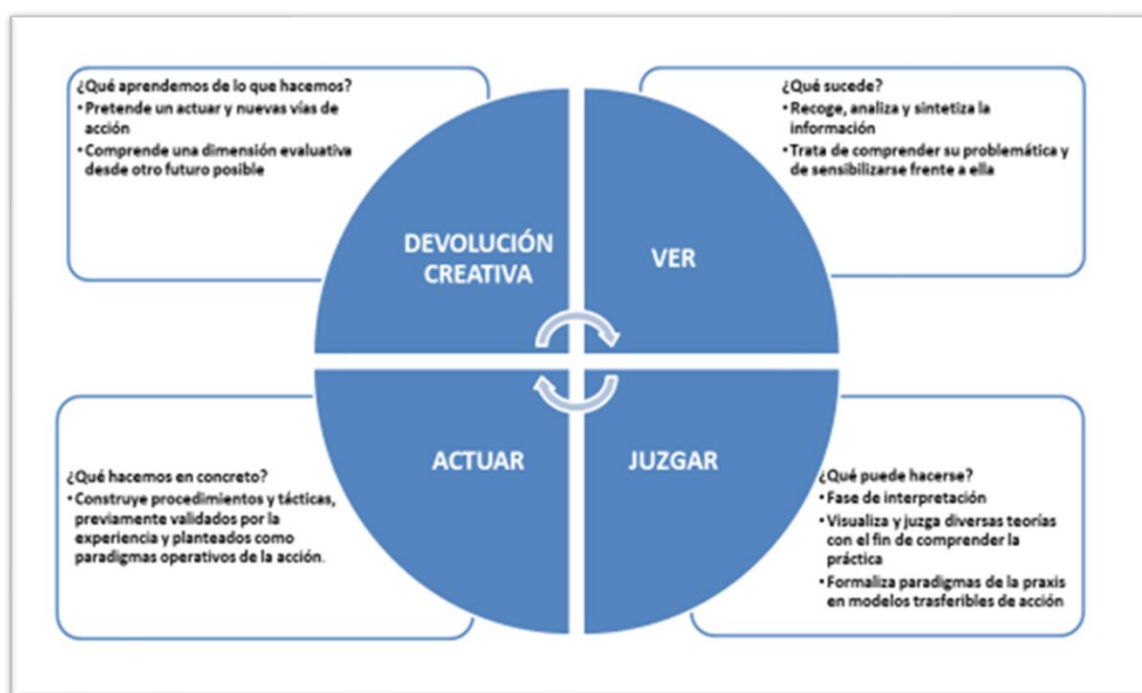 ¿Qué aprendemos de lo que hacemos?
• Pretende un actuar y nuevas vías de
acción
• Comprende una dimensión evaluativa
desde otro futuro posible
¿Qué sucede?
• Recoge, analiza y sintetiza la
información
• Trata de comprender su problemática y
de sensibilizarse frente a ella
DEVOLUCIÓN
CREATIVA
VER
ACTUAR
JUZGAR
¿Qué hacemos en concreto?
• Construye procedimientos y tácticas,
previamente validados por la
experiencia y planteados como
paradigmas operativos de la acción.
¿Qué puede hacerse?
• Fase de interpretación
• Visualiza y juzga diversas teorías
con el fin de comprender la
práctica
• Formaliza paradigmas de la praxis
en modelos trasferibles de acción